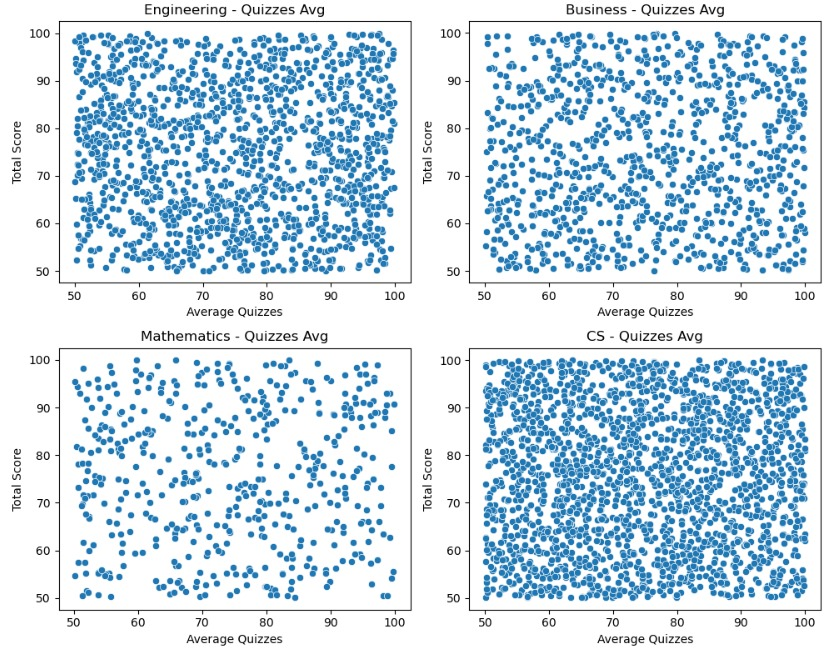 Engineering - Quizzes Avg
Business - Quizzes Avg
100
90
80
70
60
50
Total Score
50 60 70 80 90 100
Average Quizzes
100
90
80
70
60
50
Total Score
50 60 70 80 90 100
Average Quizzes
Mathematics - Quizzes Avg
CS - Quizzes Avg
100
90
80
70
60
50
Total Score
50 60 70 80 90 100
Average Quizzes
100
90
80
70
60
50
Total Score
50 60 70 80 90 100
Average Quizzes